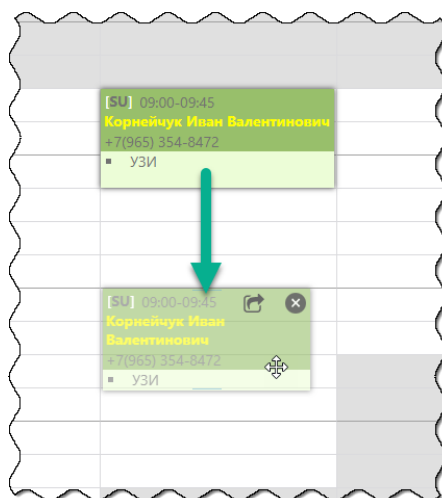 [SU] 09:00-09:45
Корнейчук Иван Валентинович
+7(965) 354-8472
▪ УЗИ
[SU] 09:00-09:45
Корнейчук Иван
Валентинович
+7(965) 354-8472
▪ УЗИ